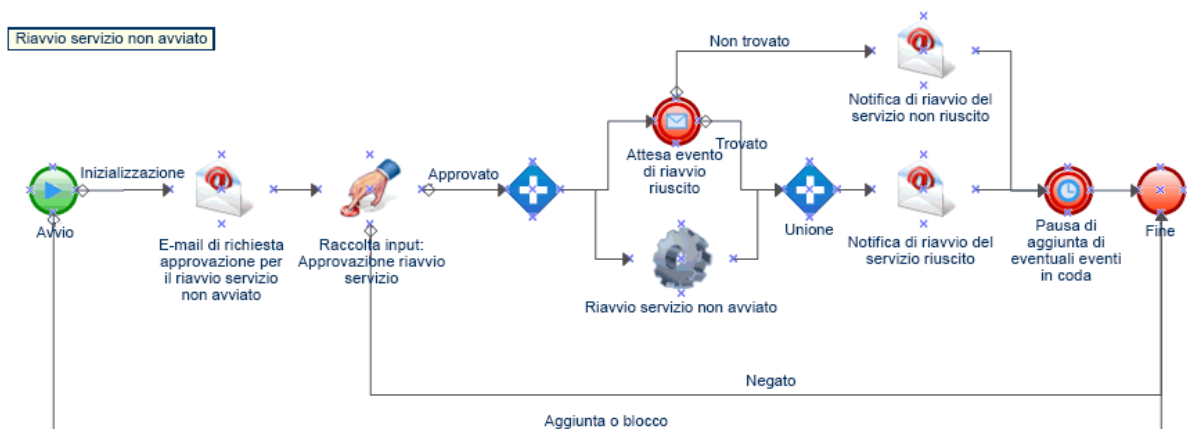 Riavvio servizio non avviato
Non trovato
Notifica di riavvio del
servizio non riuscito
Inizializzazione
Approvato
Attesa evento
di riavvio
riuscito
Trovato
Avvio
E-mail di richiesta
approvazione per
il riavvio servizio
non avviato
Raccolta input:
Approvazione riavvio
servizio
Riavvio servizio non avviato
Unione
Notifica di riavvio del
servizio riuscito
Pausa di
aggiunta di
eventuali eventi
in coda
Fine
Negato
Aggiunta o blocco